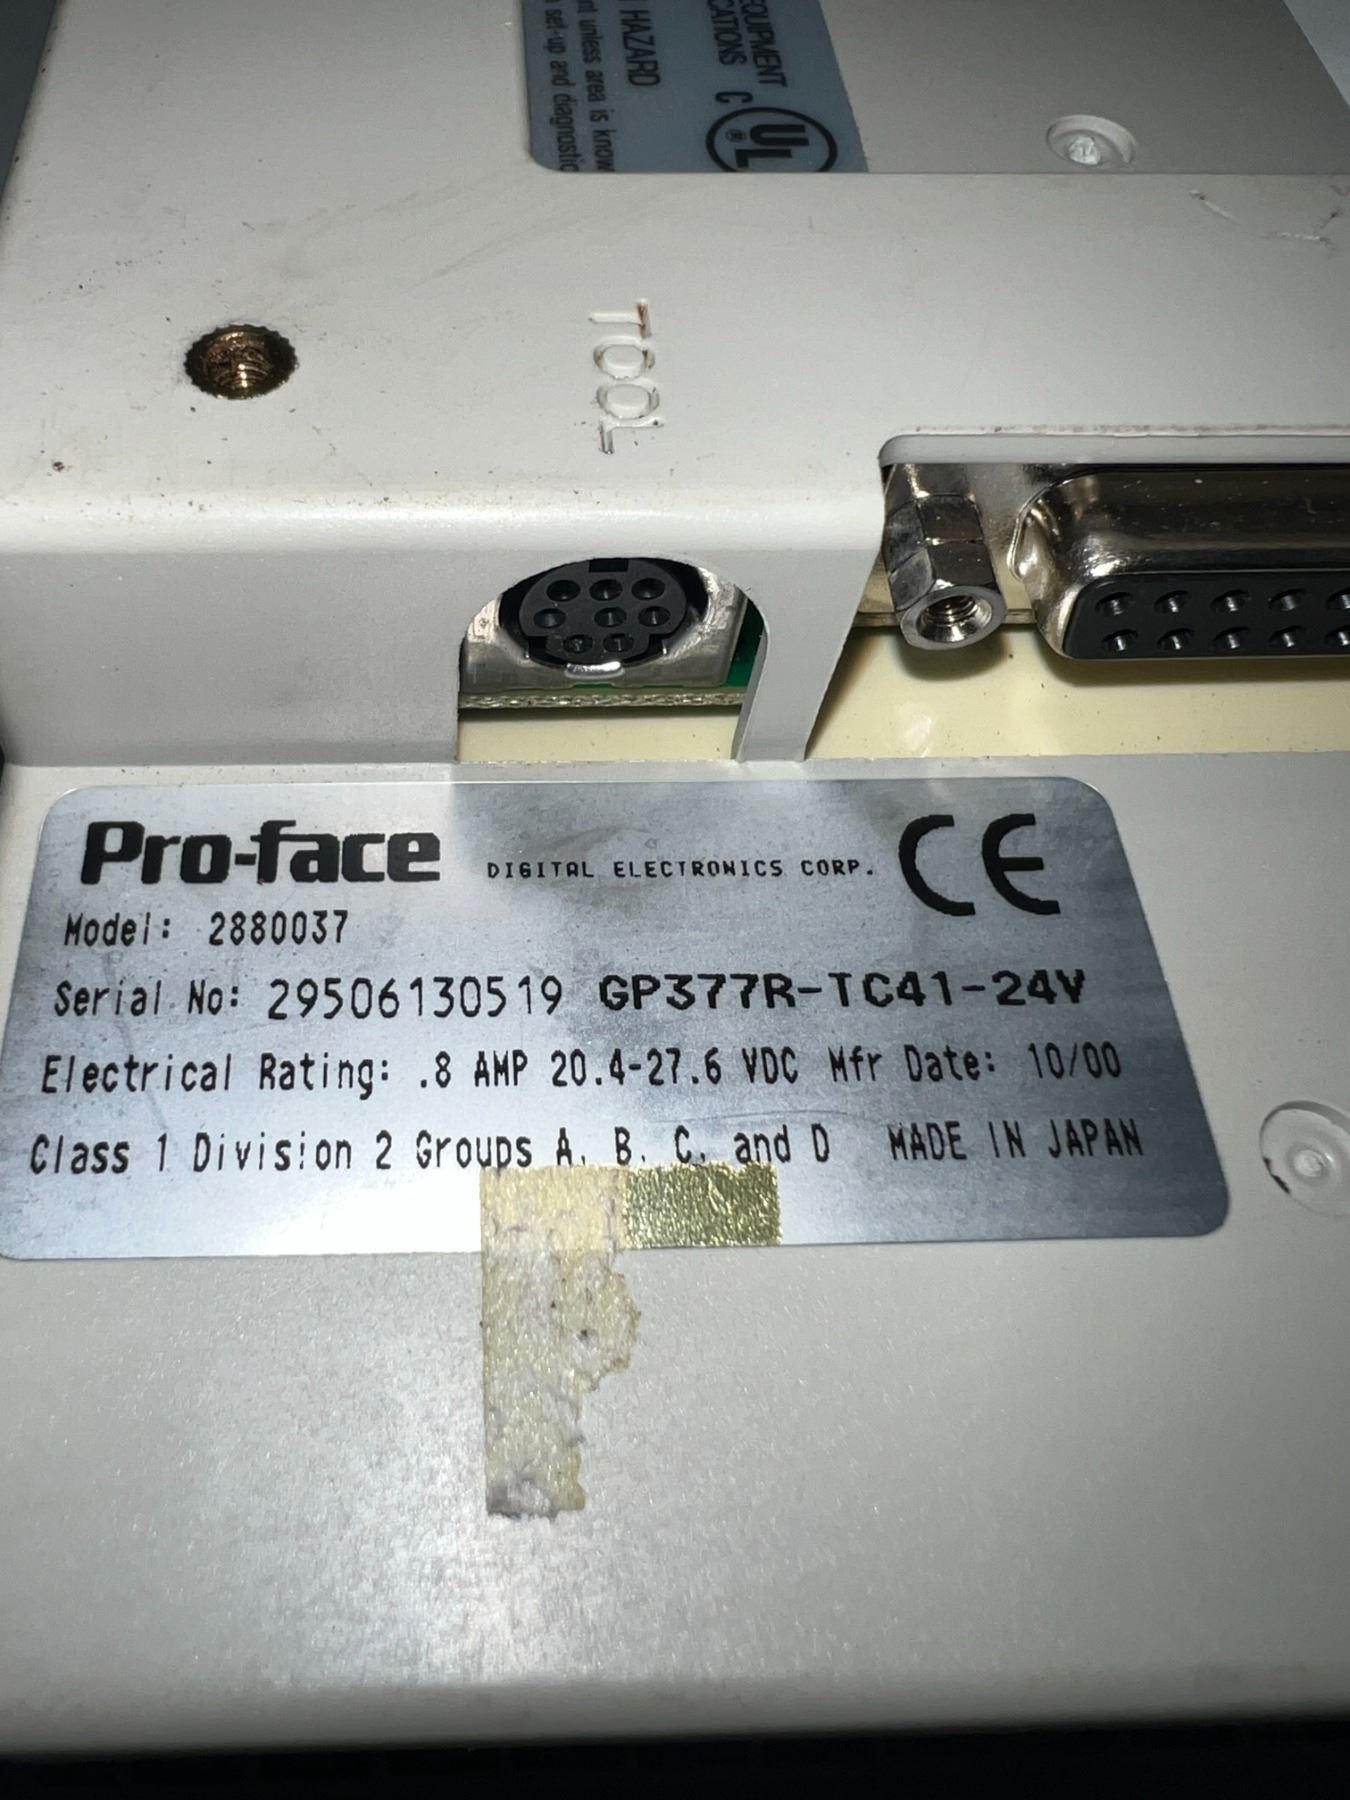 EQUIPMENT
CATIONS C UL ®
HAZARD
nt unless area is know
set-up and diagnostic
TOOL
Pro-face DIGITAL ELECTRONICS CORP. CE
Model: 2880037
Serial No: 29506130519 GP377R-TC41-24V
Electrical Rating: .8 AMP 20.4-27.6 VDC Mfr Date: 10/00
Class 1 Division 2 Groups A, B, C, and D MADE IN JAPAN